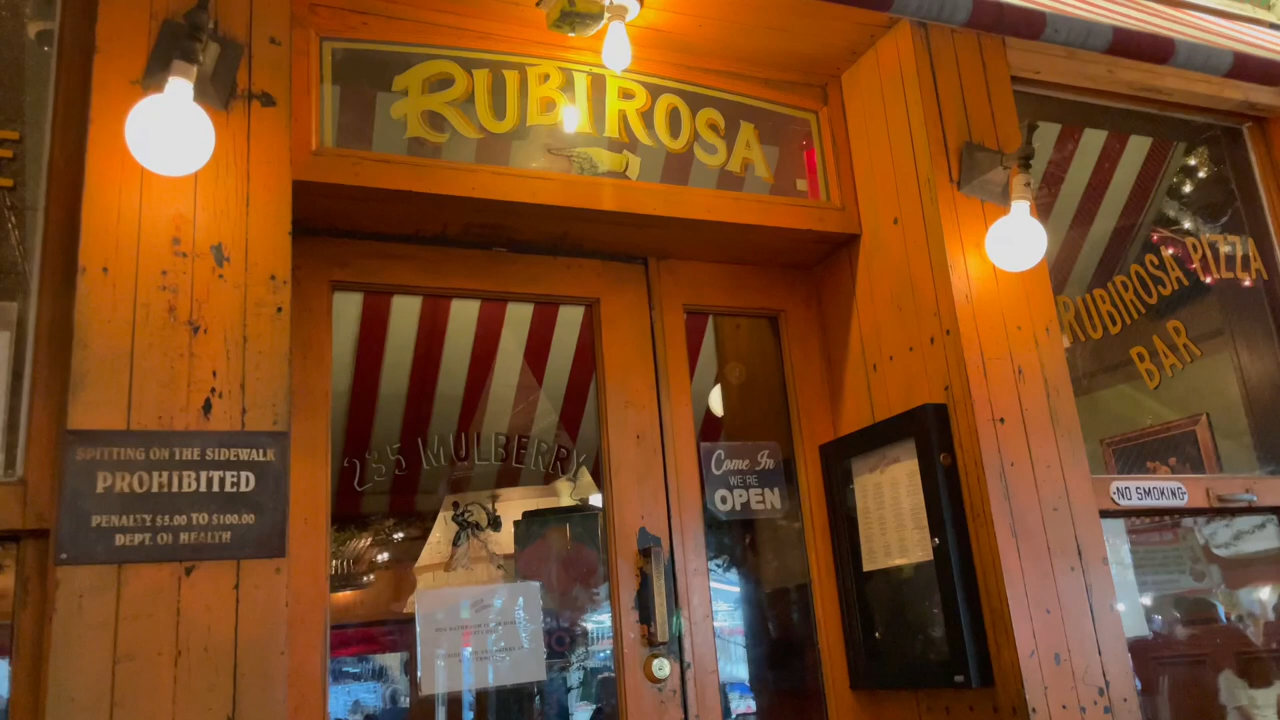 RUBIROSA
RUBIROSA PIZZA
BAR
235 MULBERRY
SPITTING ON THE SIDEWALK
PROHIBITED
PENALTY $5.00 TO $100.00
DEPT. OF HEALTH
Come In
WE'RE
OPEN
NO SMOKING